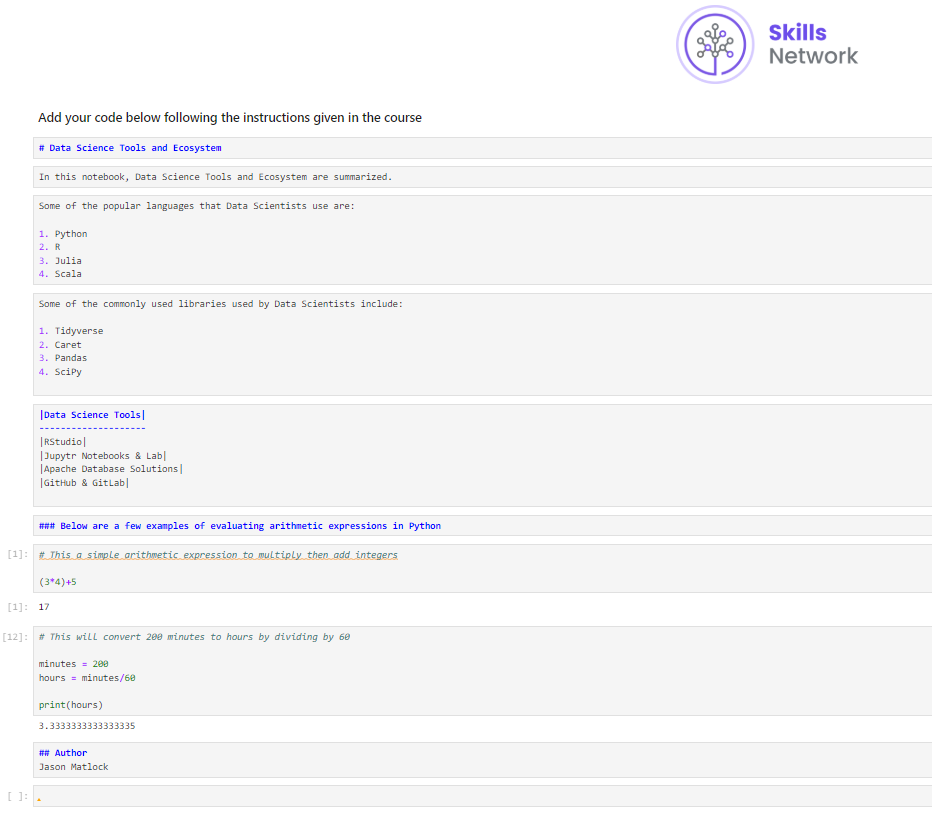 Skills
Network
Add your code below following the instructions given in the course
# Data Science Tools and Ecosystem
In this notebook, Data Science Tools and Ecosystem are summarized.
Some of the popular languages that Data Scientists use are:
1. Python
2. R
3. Julia
4. Scala
Some of the commonly used libraries used by Data Scientists include:
1. Tidyverse
2. Caret
3. Pandas
4. SciPy
|Data Science Tools|
--------------------
|RStudio|
|Jupytr Notebooks & Lab|
|Apache Database Solutions|
|GitHub & GitLab|
### Below are a few examples of evaluating arithmetic expressions in Python
[1]: # This a simple arithmetic expression to multiply then add integers
(3*4)+5
[1]: 17
[12]: # This will convert 200 minutes to hours by dividing by 60
minutes = 200
hours = minutes/60
print(hours)
3.3333333333333335
## Author
Jason Matlock
[ ]: